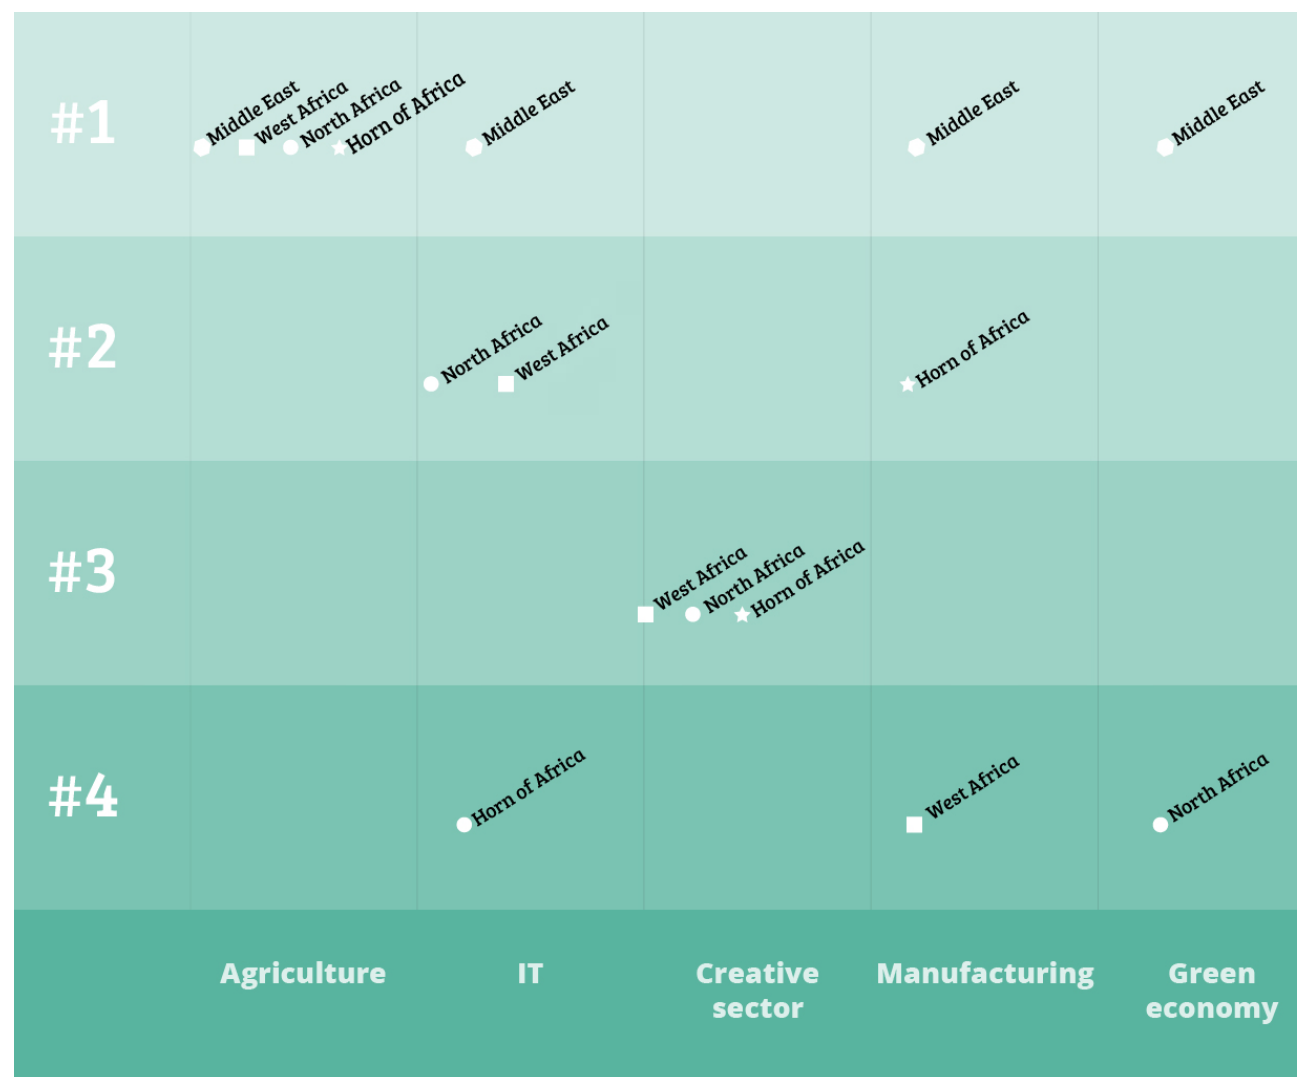 #1
Middle East
West Africa
North Africa
Horn of Africa
Middle East
Middle East
Middle East
#2
North Africa
West Africa
Horn of Africa
#3
West Africa
North Africa
Horn of Africa
#4
Horn of Africa
West Africa
North Africa
Agriculture
IT
Creative
sector
Manufacturing
Green
economy